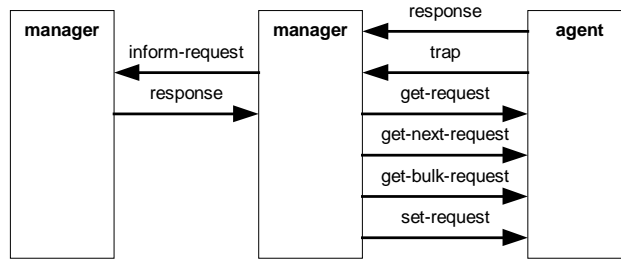 response
manager
manager
agent
inform-request
trap
response
get-request
get-next-request
get-bulk-request
set-request